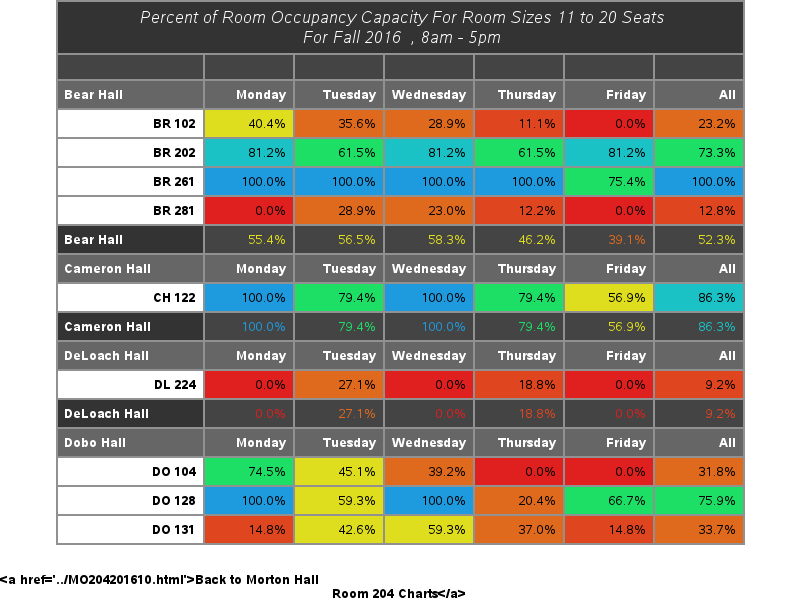 Percent of Room Occupancy Capacity For Room Sizes 11 to 20 Seats
For Fall 2016 , 8am - 5pm
Bear Hall Monday Tuesday Wednesday Thursday Friday All
BR 102 40.4% 35.6% 28.9% 11.1% 0.0% 23.2%
BR 202 81.2% 61.5% 81.2% 61.5% 81.2% 73.3%
BR 261 100.0% 100.0% 100.0% 100.0% 75.4% 100.0%
BR 281 0.0% 28.9% 23.0% 12.2% 0.0% 12.8%
Bear Hall 55.4% 56.5% 58.3% 46.2% 39.1% 52.3%
Cameron Hall Monday Tuesday Wednesday Thursday Friday All
CH 122 100.0% 79.4% 100.0% 79.4% 56.9% 86.3%
Cameron Hall 100.0% 79.4% 100.0% 79.4% 56.9% 86.3%
DeLoach Hall Monday Tuesday Wednesday Thursday Friday All
DL 224 0.0% 27.1% 0.0% 18.8% 0.0% 9.2%
DeLoach Hall 0.0% 27.1% 0.0% 18.8% 0.0% 9.2%
Dobo Hall Monday Tuesday Wednesday Thursday Friday All
DO 104 74.5% 45.1% 39.2% 0.0% 0.0% 31.8%
DO 128 100.0% 59.3% 100.0% 20.4% 66.7% 75.9%
DO 131 14.8% 42.6% 59.3% 37.0% 14.8% 33.7%
<a href='../MO204201610.html'>Back to Morton Hall
Room 204 Charts</a>